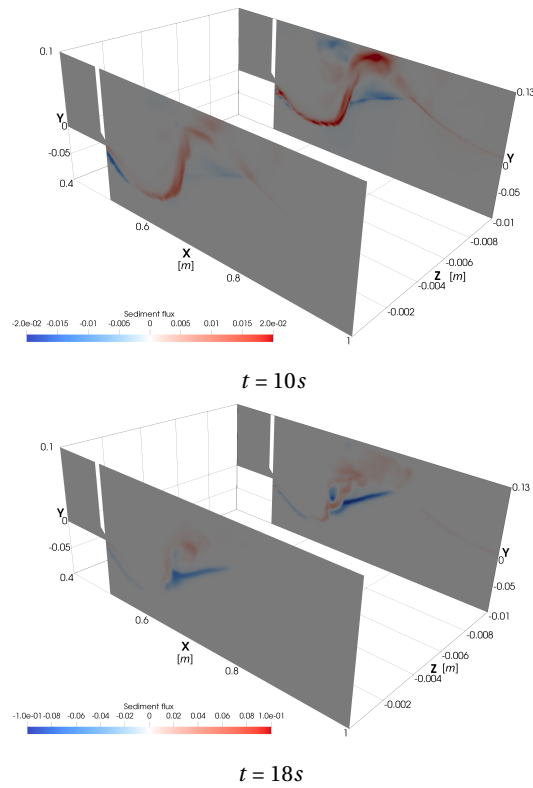 0.1
0.13
Y
0
Y
0
-0.05
-0.05
0.4
-0.01
-0.008
0.6
-0.006
X
Z [m]
[m]
-0.004
0.8
-0.002
Sediment flux
-2.0e-02 -0.015 -0.01 -0.005 0 0.005 0.01 0.015 2.0e-02
1
t = 10s
0.1
0.13
Y
0
Y
0
-0.05
-0.05
0.4
-0.01
0.6
-0.008
X
-0.006
[m]
Z [m]
-0.004
0.8
-0.002
Sediment flux
-1.0e-01 -0.08 -0.06 -0.04 -0.02 0 0.02 0.04 0.06 0.08 1.0e-01
1
t = 18s